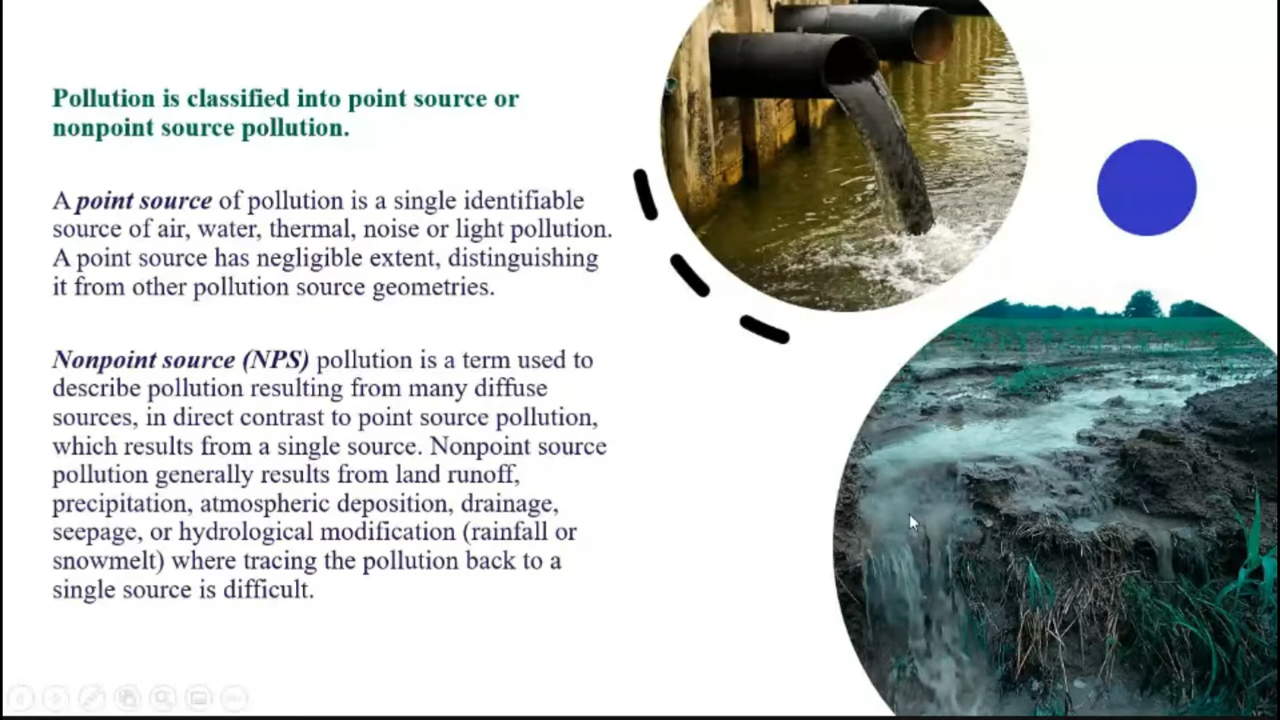 Pollution is classified into point source or
nonpoint source pollution.
A point source of pollution is a single identifiable
source of air, water, thermal, noise or light pollution.
A point source has negligible extent, distinguishing
it from other pollution source geometries.
Nonpoint source (NPS) pollution is a term used to
describe pollution resulting from many diffuse
sources, in direct contrast to point source pollution,
which results from a single source. Nonpoint source
pollution generally results from land runoff,
precipitation, atmospheric deposition, drainage,
seepage, or hydrological modification (rainfall or
snowmelt) where tracing the pollution back to a
single source is difficult.